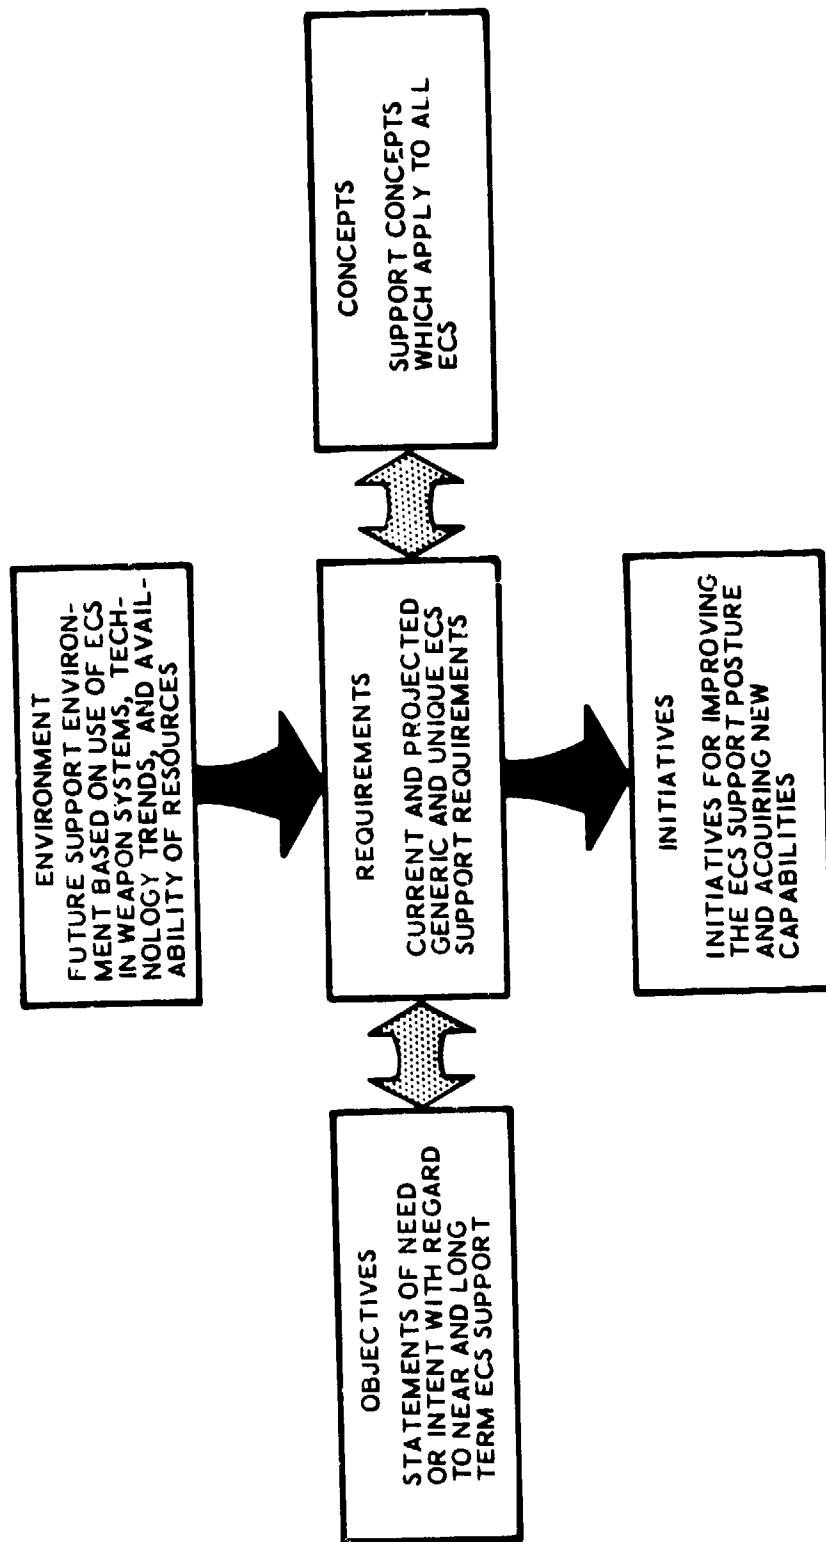 ENVIRONMENT
FUTURE SUPPORT ENVIRON-
MENT BASED ON USE OF ECS
IN WEAPON SYSTEMS, TECH-
NOLOGY TRENDS, AND AVAIL-
ABILITY OF RESOURCES
OBJECTIVES
STATEMENTS OF NEED
OR INTENT WITH REGARD
TO NEAR AND LONG
TERM ECS SUPPORT
REQUIREMENTS
CURRENT AND PROJECTED
GENERIC AND UNIQUE ECS
SUPPORT REQUIREMENTS
CONCEPTS
SUPPORT CONCEPTS
WHICH APPLY TO ALL
ECS
INITIATIVES
INITIATIVES FOR IMPROVING
THE ECS SUPPORT POSTURE
AND ACQUIRING NEW
CAPABILITIES